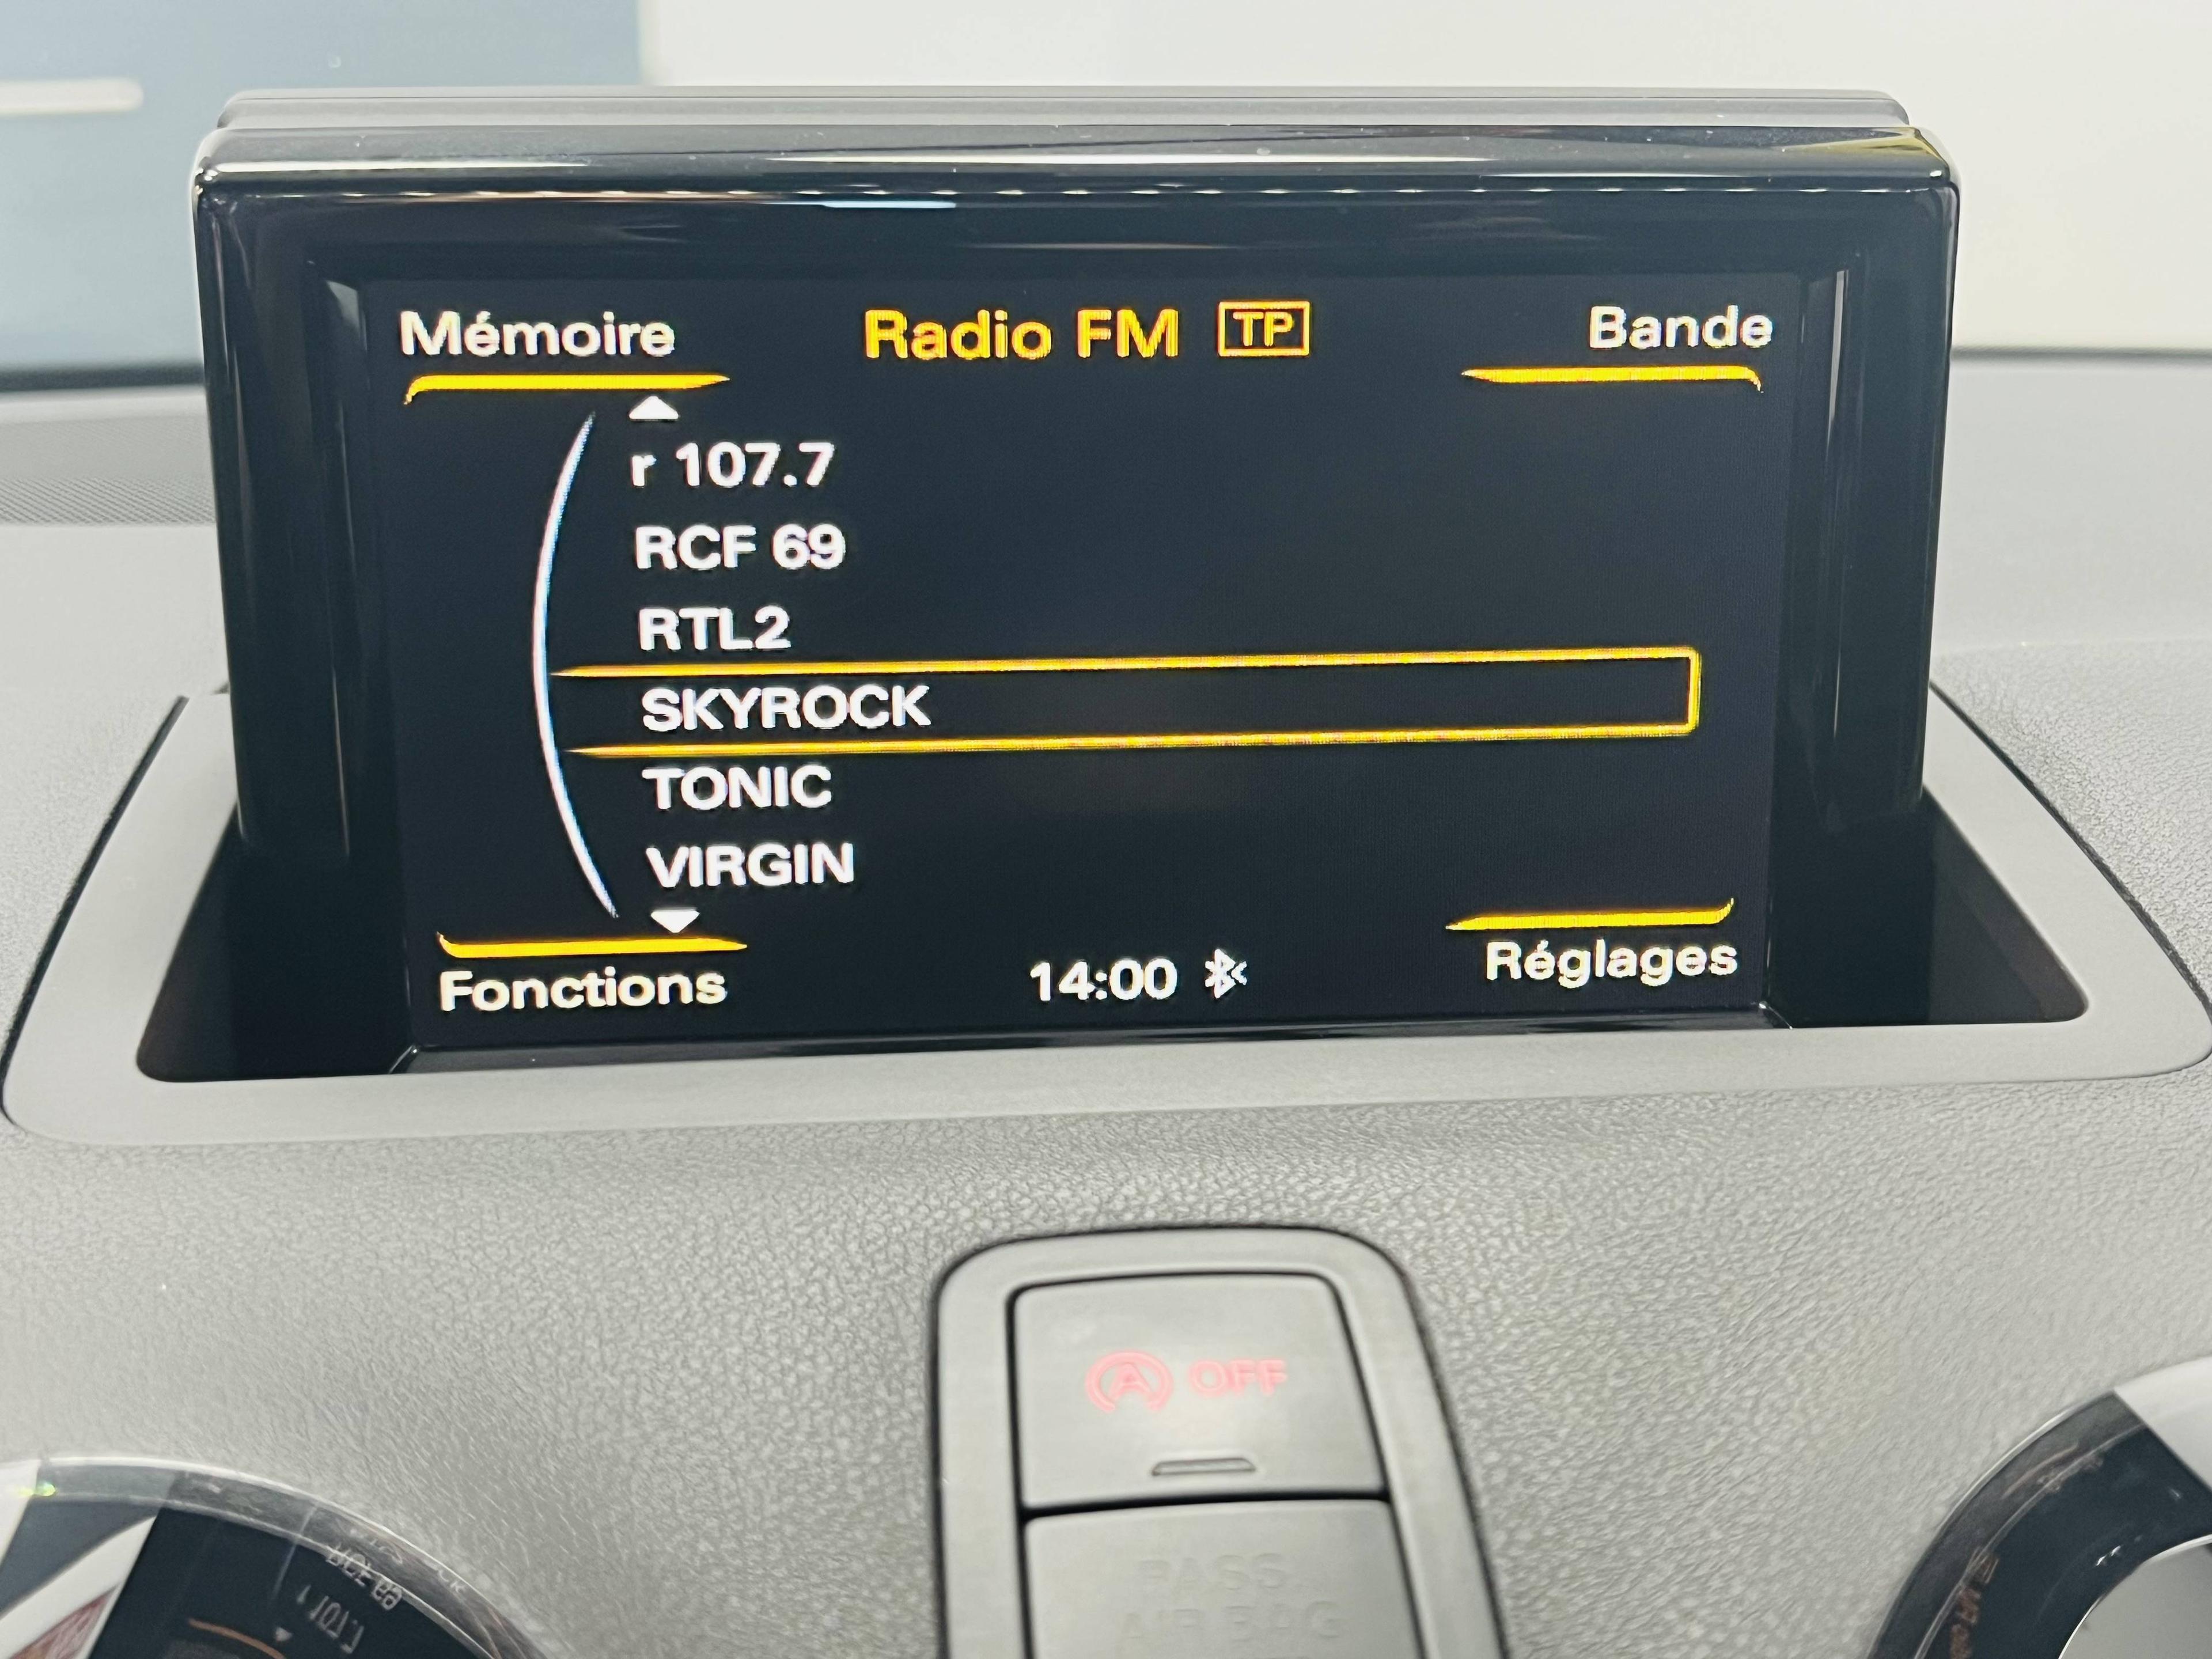 Mémoire Radio FM TP Bande
r 107.7
RCF 69
RTL2
SKYROCK
TONIC
VIRGIN
Fonctions 14:00 Réglages
A OFF
PASS
AIR BAG